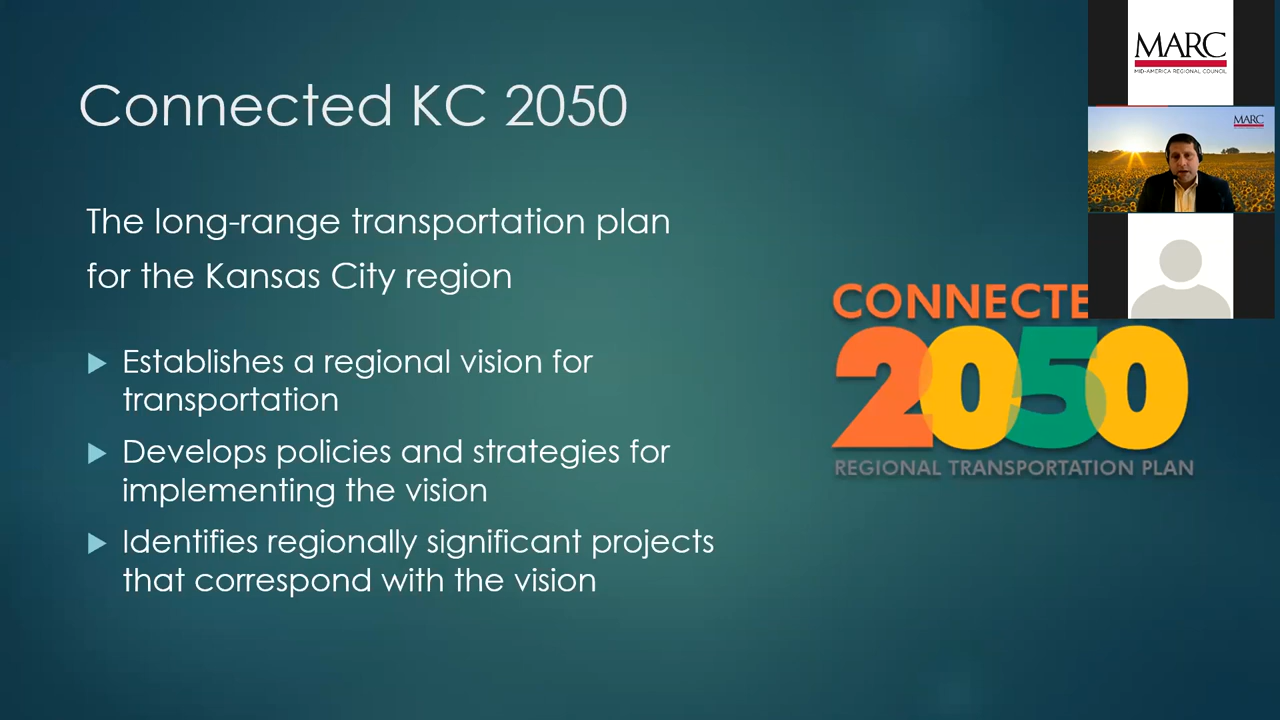 Connected KC 2050
The long-range transportation plan
for the Kansas City region
Establishes a regional vision for
transportation
Develops policies and strategies for
implementing the vision
Identifies regionally significant projects
that correspond with the vision
CONNECTE
2050
REGIONAL TRANSPORTATION PLAN
MARC
MID-AMERICA REGIONAL COUNCIL
MARC